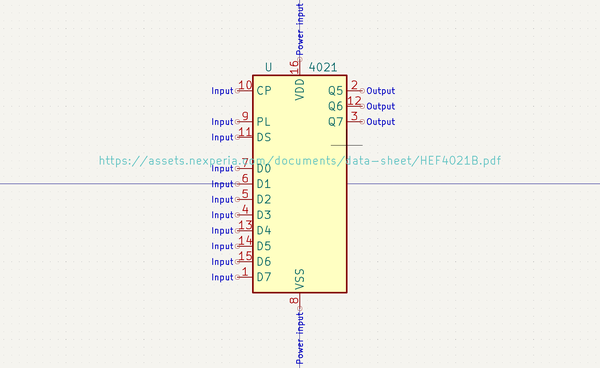 Power input
16
U 4021
VDD
Input 10 CP Q5 2 Output
Q6 12 Output
Input 9 PL Q7 3 Output
Input 11 DS
https://assets.nexperia.com/documents/data-sheet/HEF4021B.pdf
Input 7 D0
Input 6 D1
Input 5 D2
Input 4 D3
Input 13 D4
Input 14 D5
Input 15 D6
Input 1 D7
VSS
8
Power input